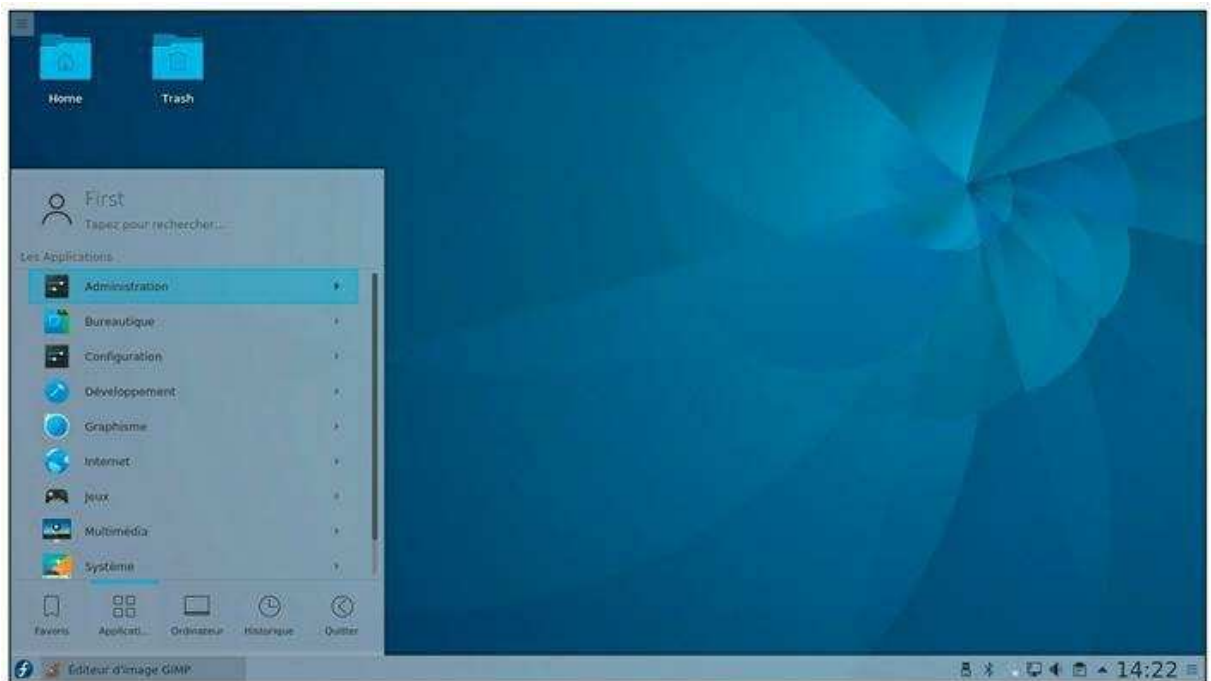 Home
Trash
First
Tapez pour rechercher...
Les Applications
Administration
Bureautique
Configuration
Développement
Graphisme
Internet
Jeux
Multimédia
Système
Favoris
Applicati...
Ordinateur
Historique
Quitter
Éditeur d'image GIMP
14:22